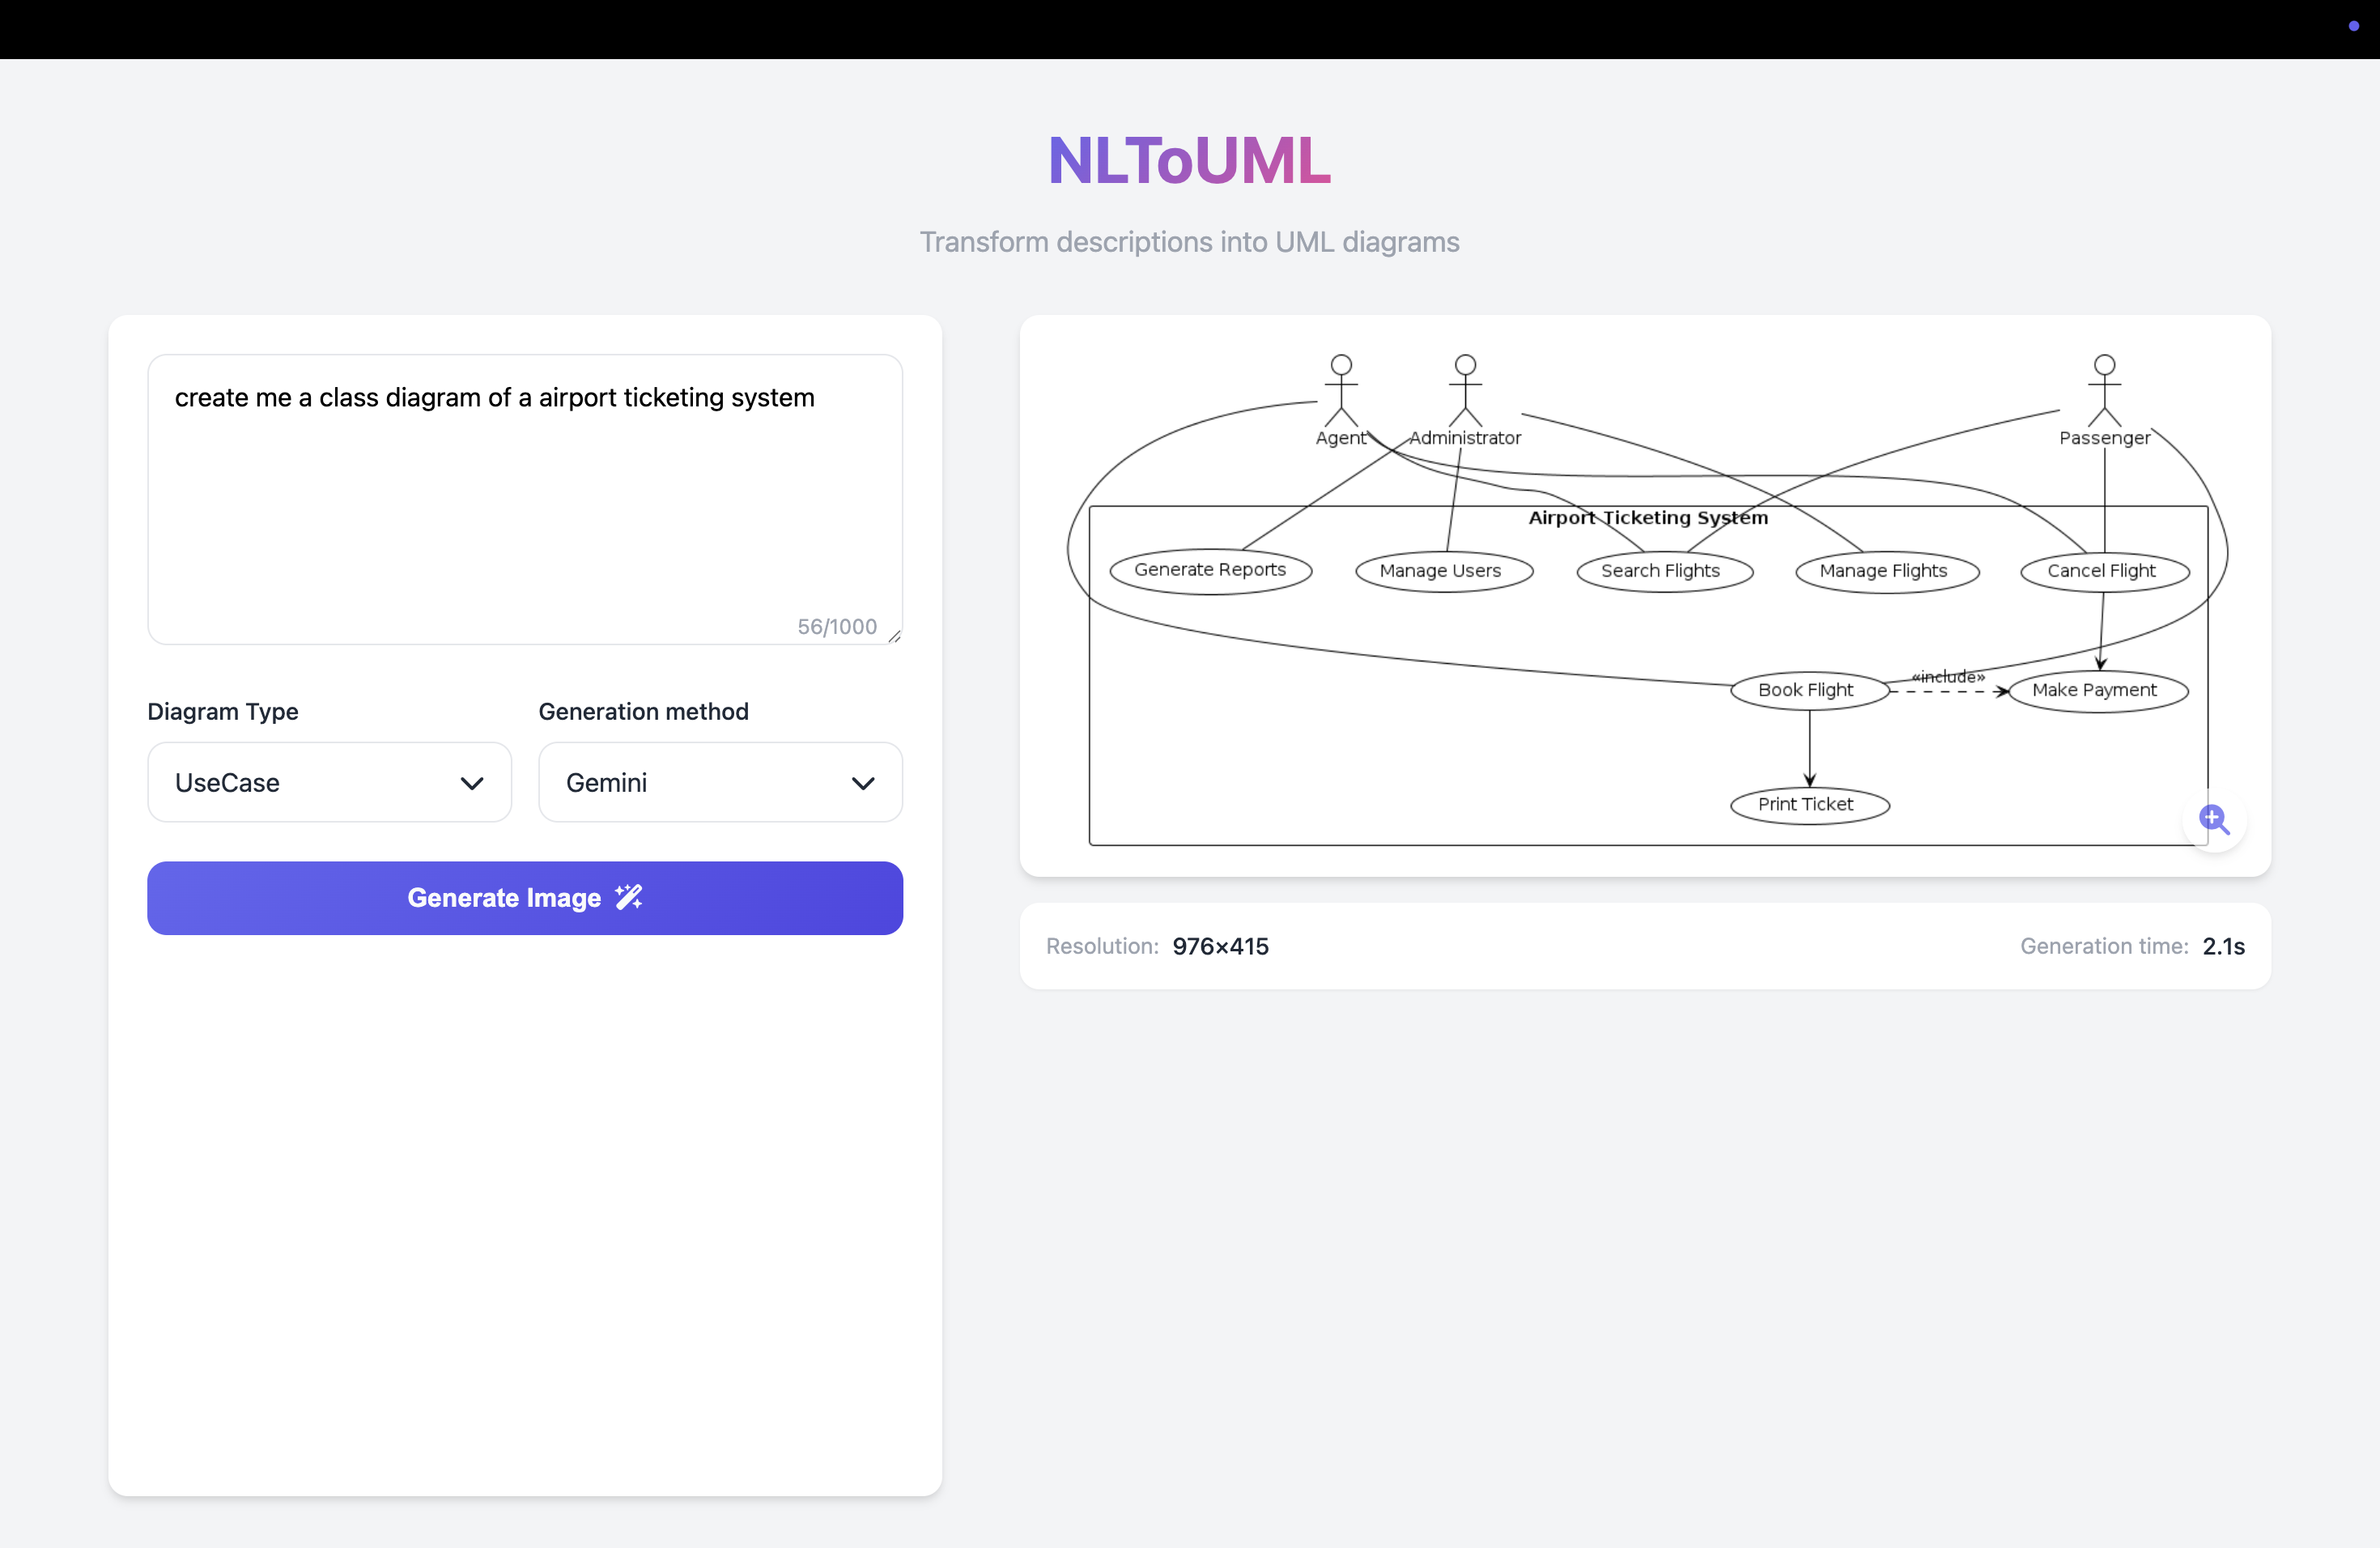 NLToUML
Transform descriptions into UML diagrams
create me a class diagram of a airport ticketing system
56/1000
Diagram Type
Generation method
UseCase
Gemini
Generate Image
Agent
Administrator
Passenger
Airport Ticketing System
Generate Reports
Manage Users
Search Flights
Manage Flights
Cancel Flight
Book Flight
«include»
Make Payment
Print Ticket
Resolution: 976×415
Generation time: 2.1s